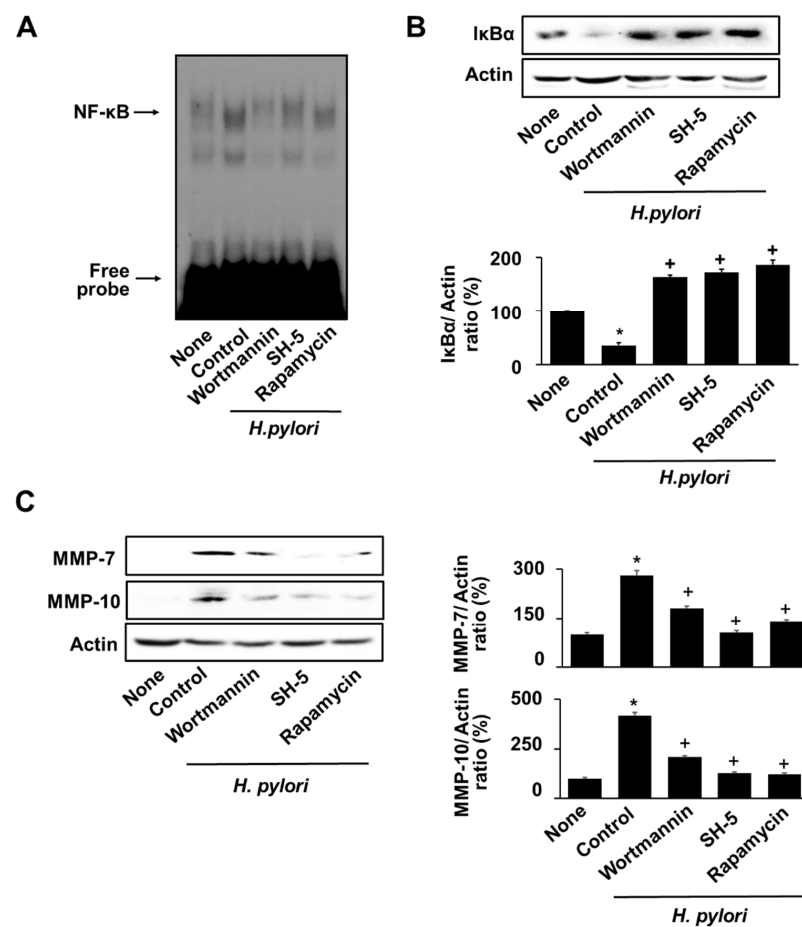 A
NF-κB
Free
probe
None
Control
Wortmannin
SH-5
Rapamycin
H.pylori
B
IκBα
Actin
None
Control
Wortmannin
SH-5
Rapamycin
H.pylori
IκBα/ Actin
ratio (%)
200
100
0
*
+
+
+
None
Control
Wortmannin
SH-5
Rapamycin
H.pylori
C
MMP-7
MMP-10
Actin
None
Control
Wortmannin
SH-5
Rapamycin
H. pylori
MMP-7/ Actin
ratio (%)
300
150
0
*
+
+
+
MMP-10/ Actin
ratio (%)
500
250
0
*
+
+
+
None
Control
Wortmannin
SH-5
Rapamycin
H. pylori